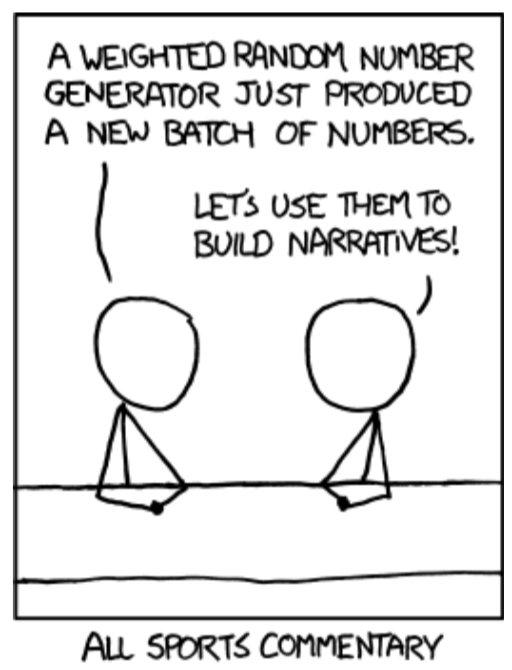 A WEIGHTED RANDOM NUMBER
GENERATOR JUST PRODUCED
A NEW BATCH OF NUMBERS.
LET'S USE THEM TO
BUILD NARRATIVES!
ALL SPORTS COMMENTARY